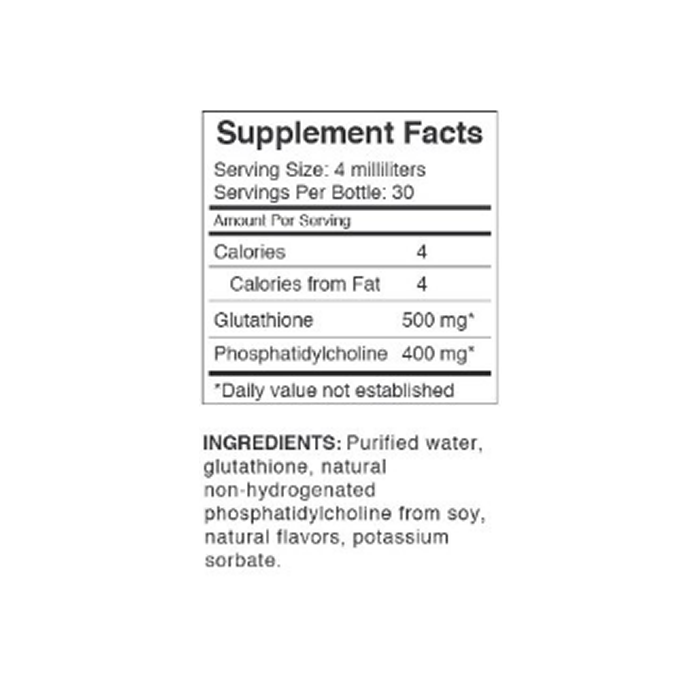 Supplement Facts
Serving Size: 4 milliliters
Servings Per Bottle: 30
Amount Per Serving
Calories 4
Calories from Fat 4
Glutathione 500 mg*
Phosphatidylcholine 400 mg*
*Daily value not established
INGREDIENTS: Purified water,
glutathione, natural
non-hydrogenated
phosphatidylcholine from soy,
natural flavors, potassium
sorbate.